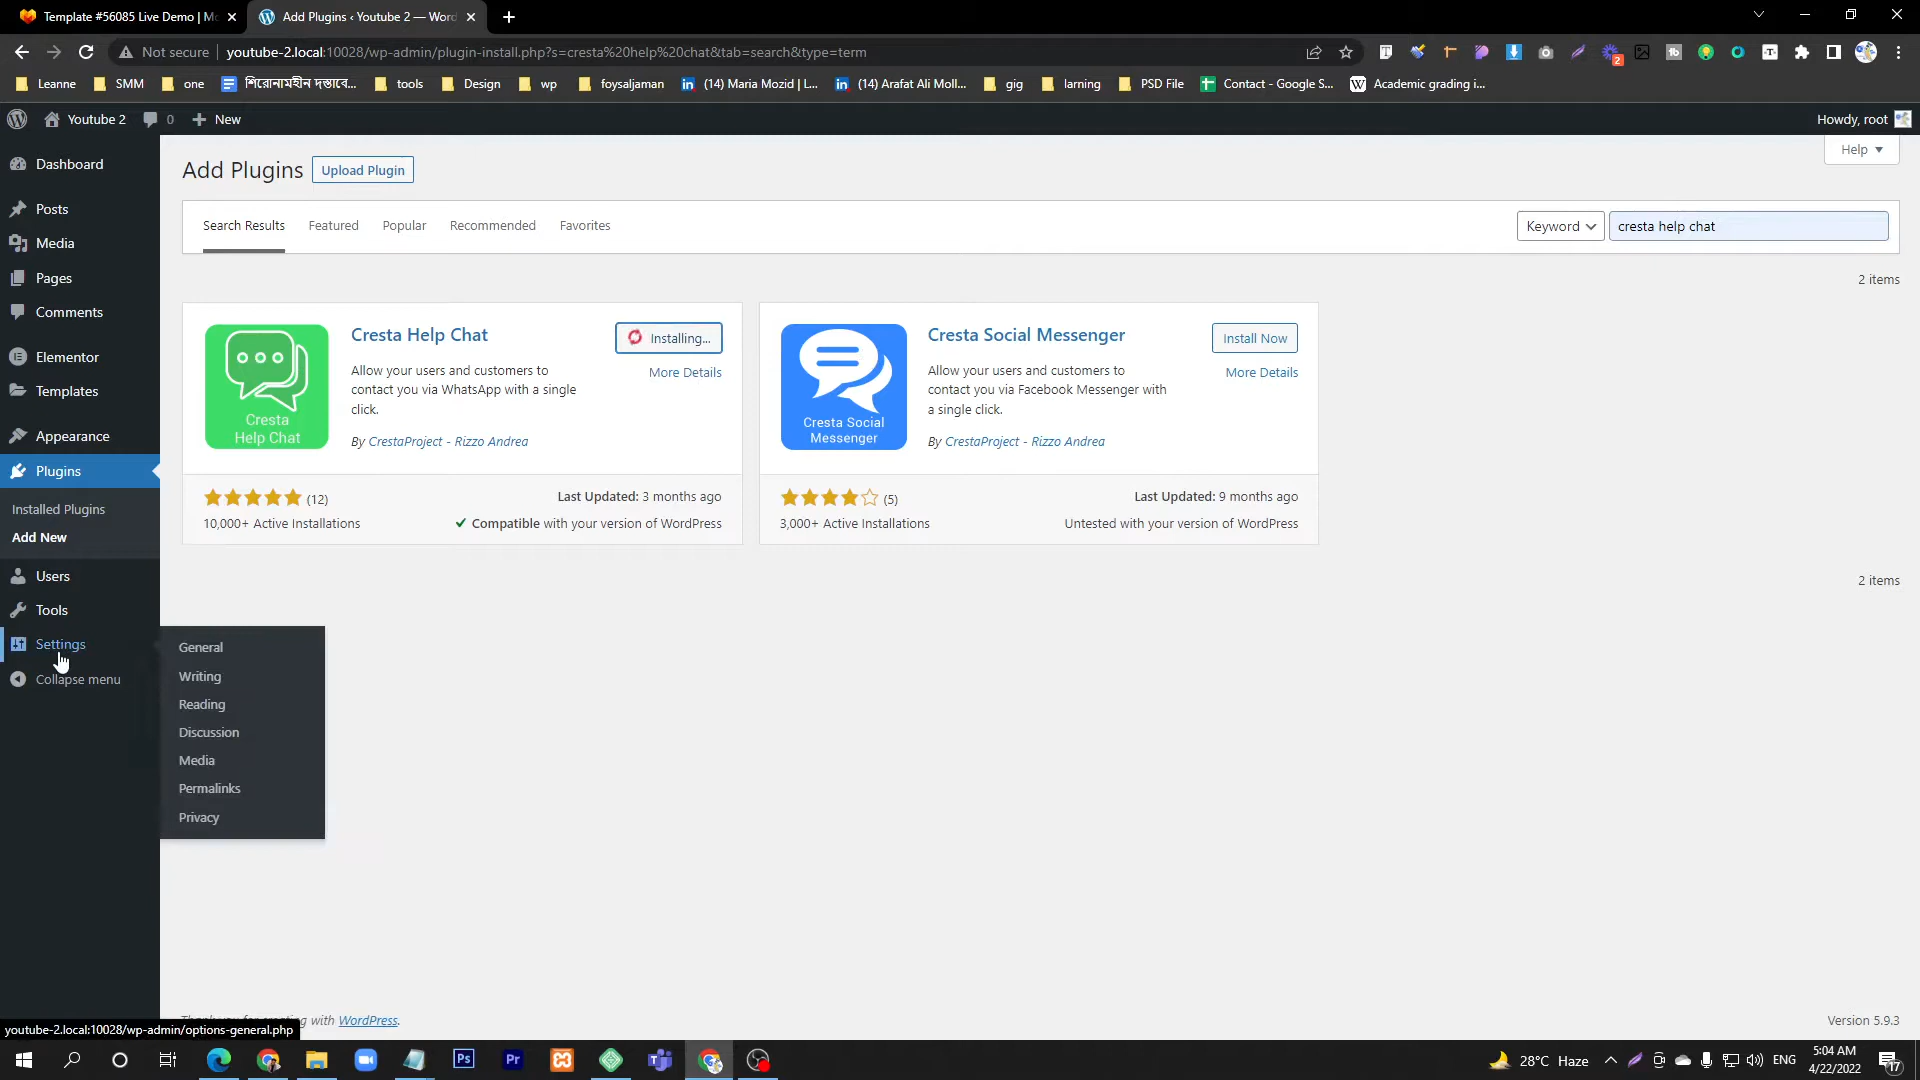 Template #56085 Live Demo | Mo
Add Plugins ‹ Youtube 2 — Word
Not secure
youtube-2.local:10028/wp-admin/plugin-install.php?s=cresta%20help%20chat&tab=search&type=term
Leanne
SMM
one
শিরোনামহীন দস্তাবে...
tools
Design
wp
foysaljaman
(14) Maria Mozid | L...
(14) Arafat Ali Moll...
gig
larning
PSD File
Contact - Google S...
Academic grading i...
Youtube 2
0
New
Howdy, root
Dashboard
Posts
Media
Pages
Comments
Elementor
Templates
Appearance
Plugins
Installed Plugins
Add New
Users
Tools
Settings
Collapse menu
General
Writing
Reading
Discussion
Media
Permalinks
Privacy
Help
Add Plugins
Upload Plugin
Search Results
Featured
Popular
Recommended
Favorites
Keyword
cresta help chat
2 items
Cresta Help Chat
Installing...
More Details
Allow your users and customers to
contact you via WhatsApp with a single
click.
By CrestaProject - Rizzo Andrea
Cresta
Help Chat
(12)
Last Updated: 3 months ago
10,000+ Active Installations
Compatible with your version of WordPress
Cresta Social Messenger
Install Now
More Details
Allow your users and customers to
contact you via Facebook Messenger with
a single click.
By CrestaProject - Rizzo Andrea
Cresta Social
Messenger
(5)
Last Updated: 9 months ago
3,000+ Active Installations
Untested with your version of WordPress
2 items
Thank you for creating with WordPress.
Version 5.9.3
youtube-2.local:10028/wp-admin/options-general.php
28°C Haze
ENG
5:04 AM
4/22/2022
17